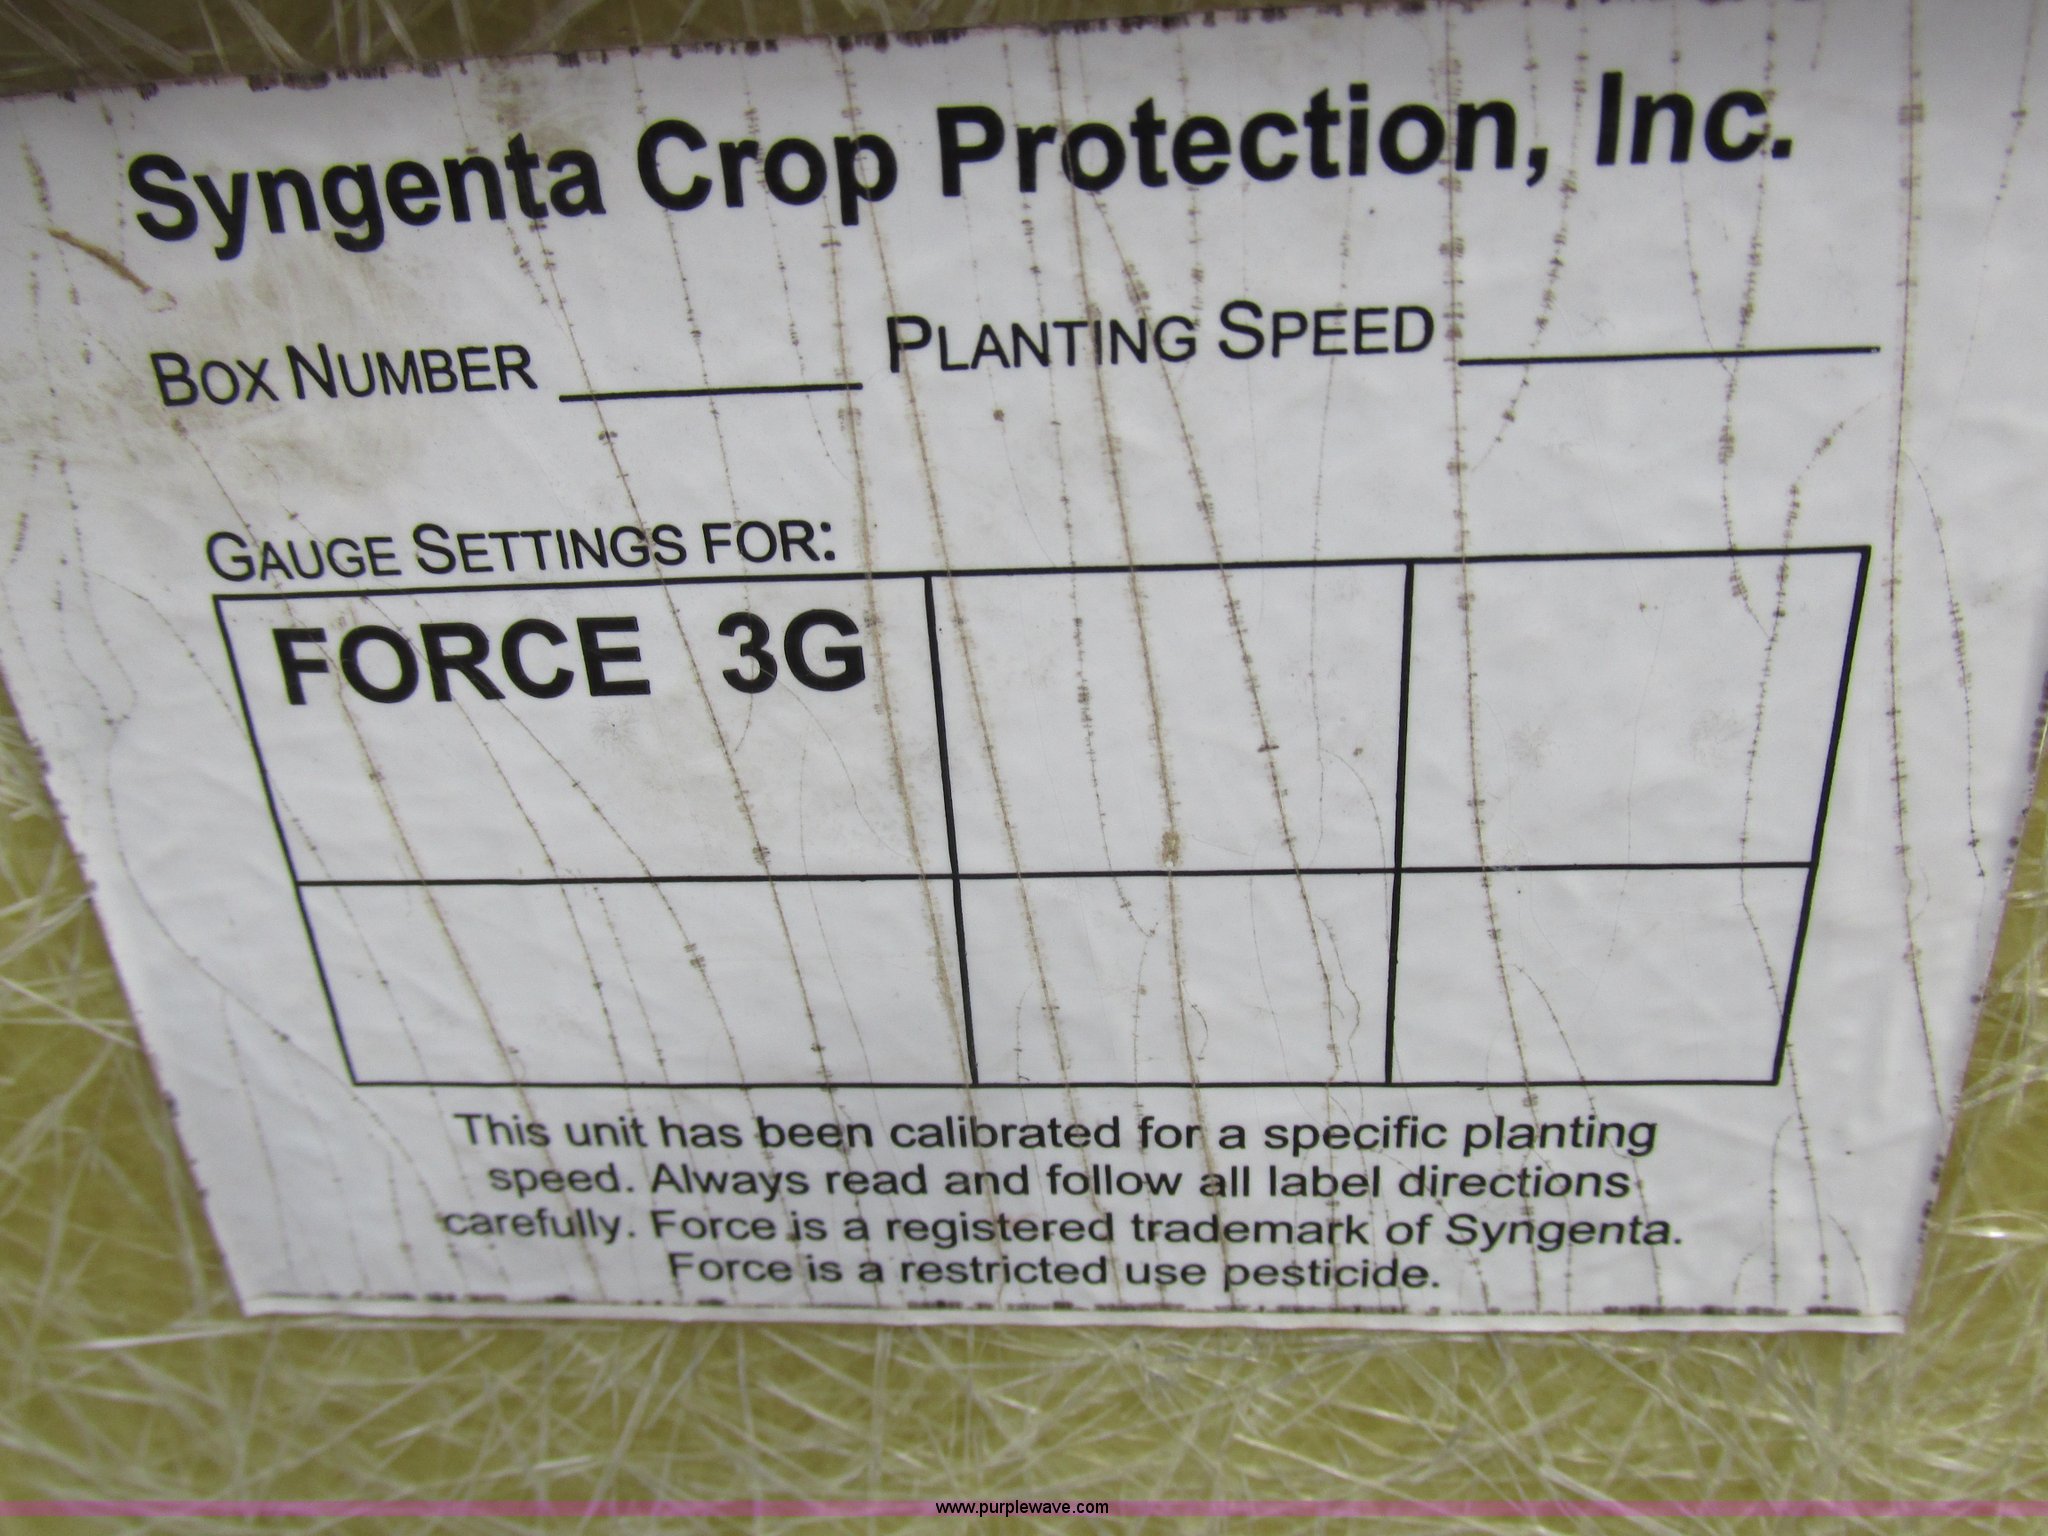 Syngenta Crop Protection, Inc.
BOX NUMBER ________ PLANTING SPEED ________
GAUGE SETTINGS FOR:
FORCE 3G
This unit has been calibrated for a specific planting
speed. Always read and follow all label directions
carefully. Force is a registered trademark of Syngenta.
Force is a restricted use pesticide.
www.purplewave.com